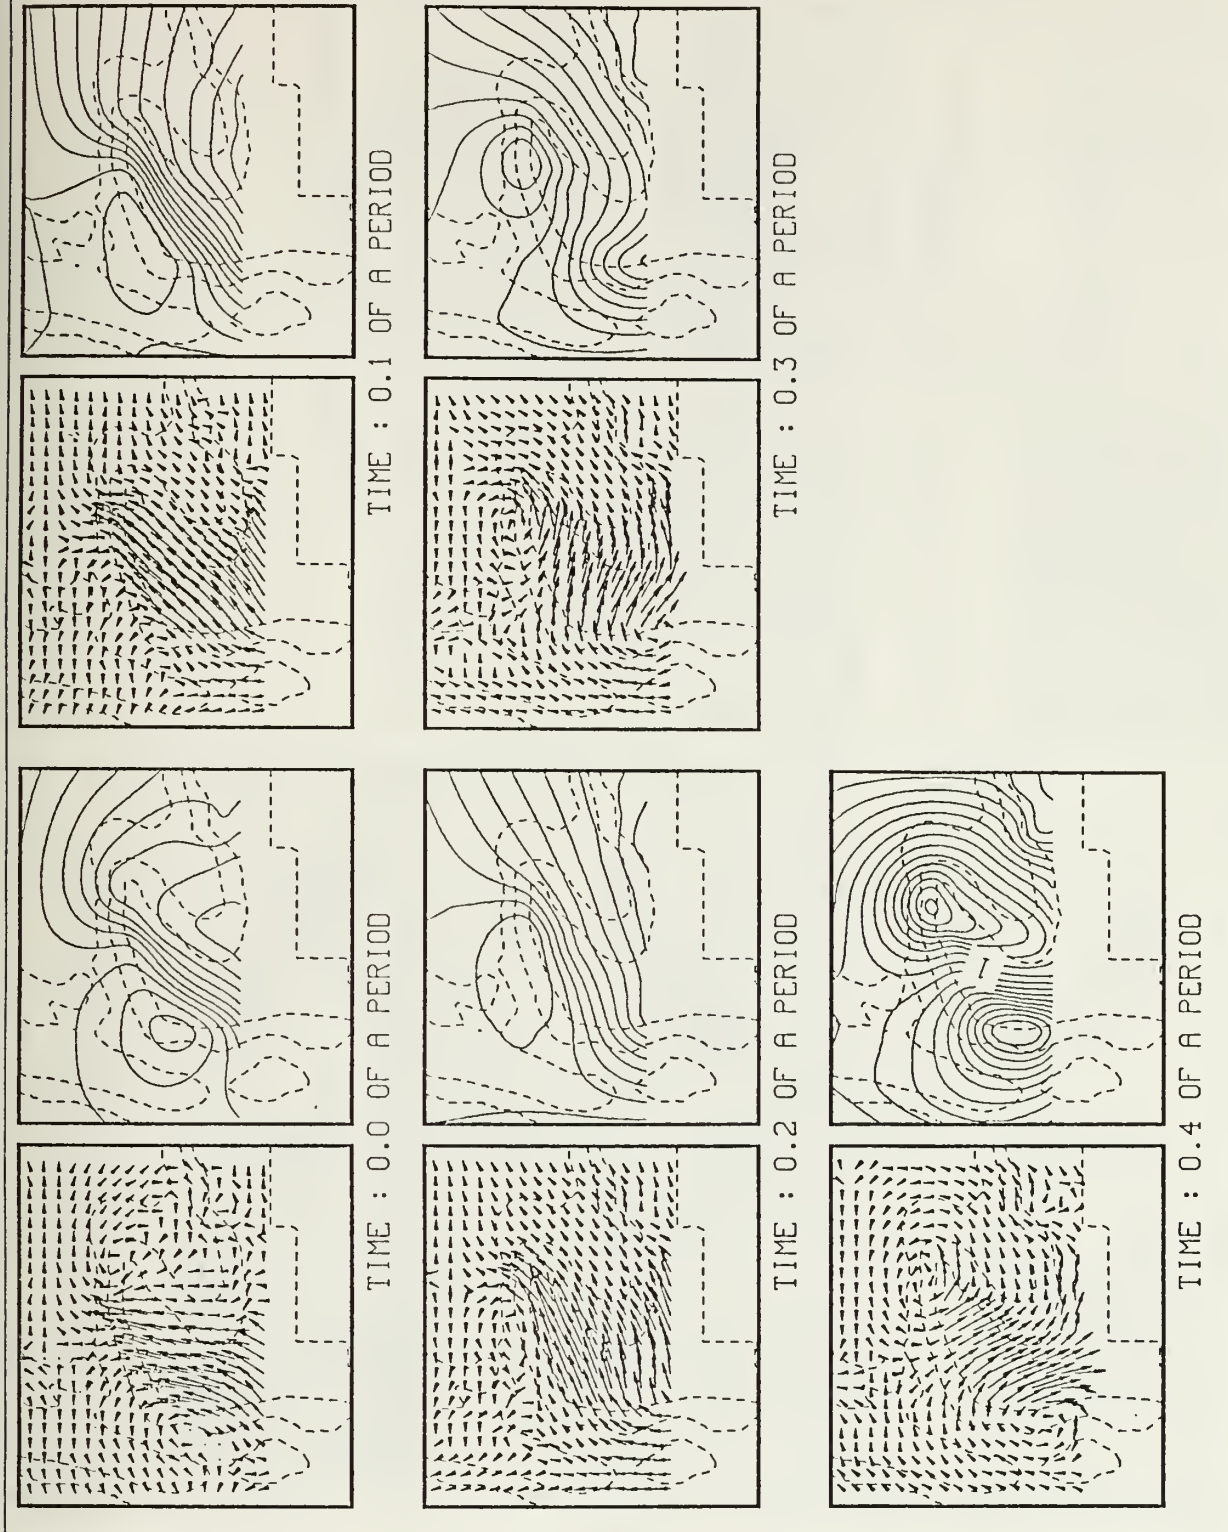 TIME : 0.0 OF A PERIOD
TIME : 0.1 OF A PERIOD
TIME : 0.2 OF A PERIOD
TIME : 0.3 OF A PERIOD
TIME : 0.4 OF A PERIOD